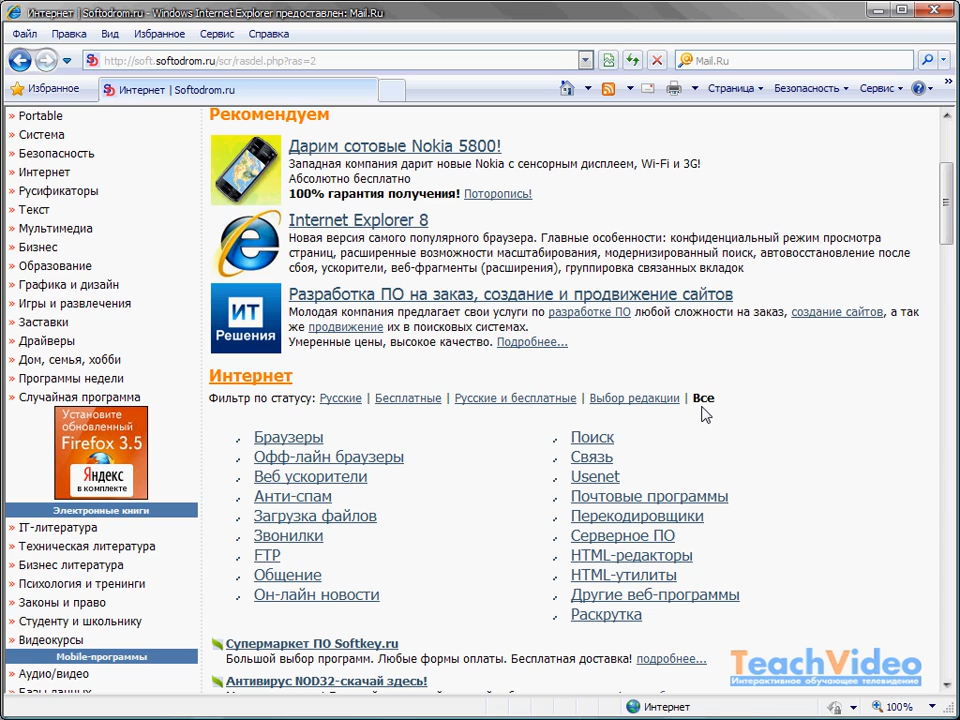 Интернет | Softodrom.ru - Windows Internet Explorer предоставлен: Mail.Ru
Файл Правка Вид Избранное Сервис Справка
http://soft.softodrom.ru/scr/rasdel.php?ras=2 Mail.Ru
Избранное Интернет | Softodrom.ru Страница Безопасность Сервис
» Portable
» Система
» Безопасность
» Интернет
» Русификаторы
» Текст
» Мультимедиа
» Бизнес
» Образование
» Графика и дизайн
» Игры и развлечения
» Заставки
» Драйверы
» Дом, семья, хобби
» Программы недели
» Случайная программа
Установите
обновленный
Firefox 3.5
Яндекс
в комплекте
Электронные книги
» IT-литература
» Техническая литература
» Бизнес литература
» Психология и тренинги
» Законы и право
» Студенту и школьнику
» Видеокурсы
Mobile-программы
» Аудио/видео
» Базы данных
Рекомендуем
Дарим сотовые Nokia 5800!
Западная компания дарит новые Nokia с сенсорным дисплеем, Wi-Fi и 3G!
Абсолютно бесплатно
100% гарантия получения! Поторопись!
Internet Explorer 8
Новая версия самого популярного браузера. Главные особенности: конфиденциальный режим просмотра
страниц, расширенные возможности масштабирования, модернизированный поиск, автовосстановление после
сбоя, ускорители, веб-фрагменты (расширения), группировка связанных вкладок
ИТ
Решения
Разработка ПО на заказ, создание и продвижение сайтов
Молодая компания предлагает свои услуги по разработке ПО любой сложности на заказ, создание сайтов, а так
же продвижение их в поисковых системах.
Умеренные цены, высокое качество. Подробнее...
Интернет
Фильтр по статусу: Русские | Бесплатные | Русские и бесплатные | Выбор редакции | Все
Браузеры
Офф-лайн браузеры
Веб ускорители
Анти-спам
Загрузка файлов
Звонилки
FTP
Общение
Он-лайн новости
Поиск
Связь
Usenet
Почтовые программы
Перекодировщики
Серверное ПО
HTML-редакторы
HTML-утилиты
Другие веб-программы
Раскрутка
Супермаркет ПО Softkey.ru
Большой выбор программ. Любые формы оплаты. Бесплатная доставка! подробнее...
Антивирус NOD32-скачай здесь!
TeachVideo
Интерактивное обучающее телевидение
Интернет 100%